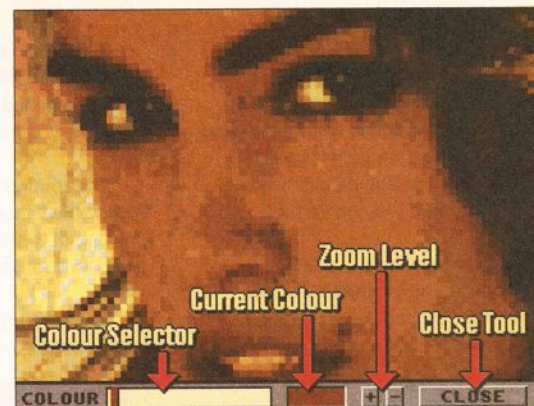 Zoom Level
Current Colour
Colour Selector
Close Tool
COLOUR + - CLOSE